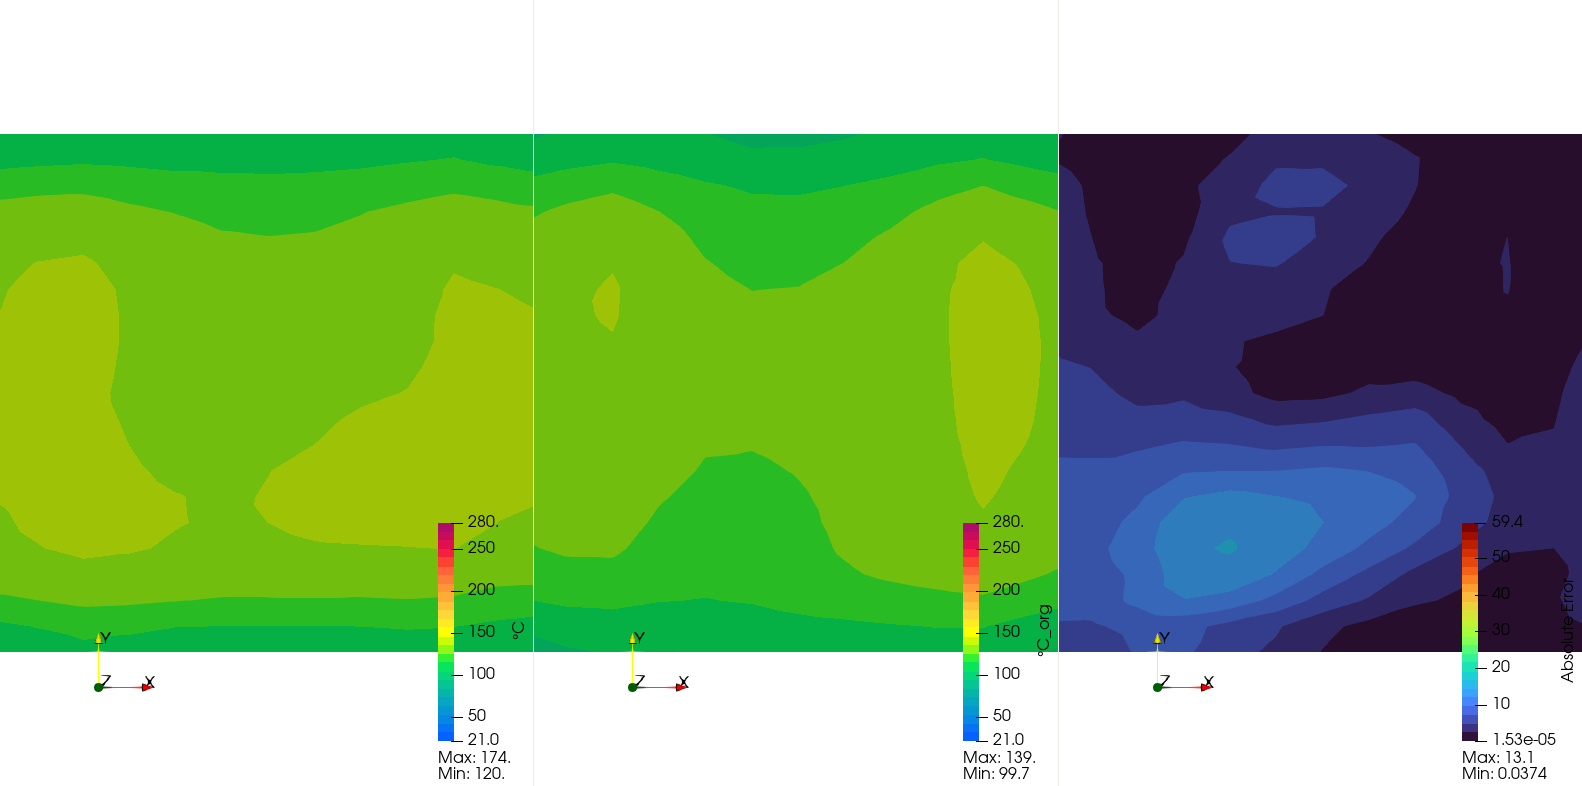 280.
250
200
150
100
50
21.0
°C
Max: 174.
Min: 120.
Y
Z
X
280.
250
200
150
100
50
21.0
°C_org
Max: 139.
Min: 99.7
Y
Z
X
59.4
50
40
30
20
10
1.53e-05
Absolute Error
Max: 13.1
Min: 0.0374
Y
Z
X